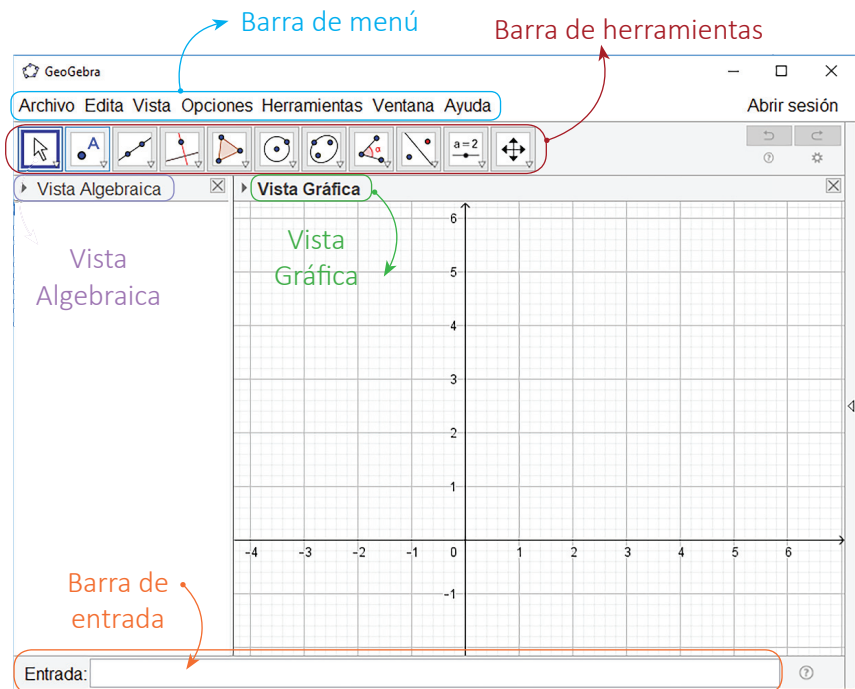 Barra de menú
Barra de herramientas
GeoGebra
Archivo Edita Vista Opciones Herramientas Ventana Ayuda
Abrir sesión
A
α
a=2
Vista Algebraica
Vista Gráfica
Vista
Gráfica
Vista
Algebraica
6
5
4
3
2
1
-4 -3 -2 -1 0 1 2 3 4 5 6
-1
Barra de
entrada
Entrada: